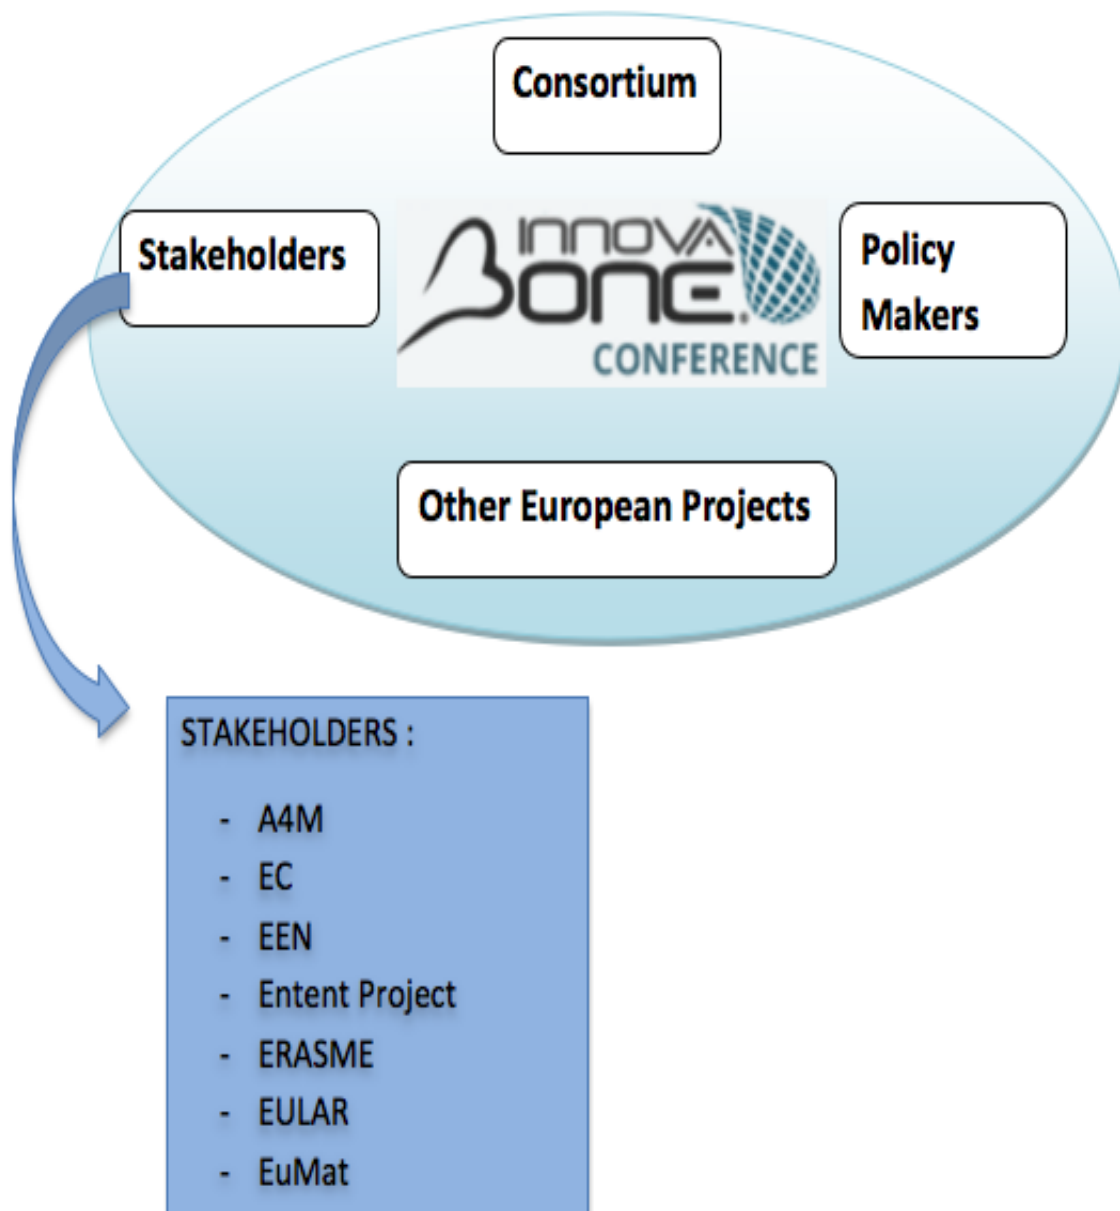 Consortium
Stakeholders
INNOVA
BONE.
CONFERENCE
Policy
Makers
Other European Projects
STAKEHOLDERS :
- A4M
- EC
- EEN
- Entent Project
- ERASME
- EULAR
- EuMat